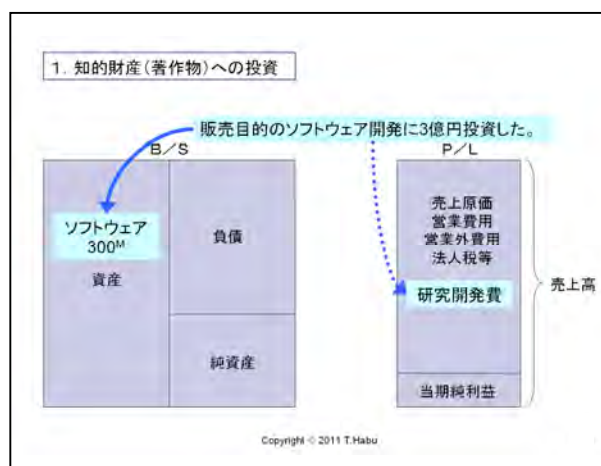 1. 知的財産(著作物)への投資
販売目的のソフトウェア開発に3億円投資した。
B/S
P/L
ソフトウェア
300M
資産
負債
純資産
売上原価
営業費用
営業外費用
法人税等
研究開発費
当期純利益
売上高
Copyright © 2011 T.Habu